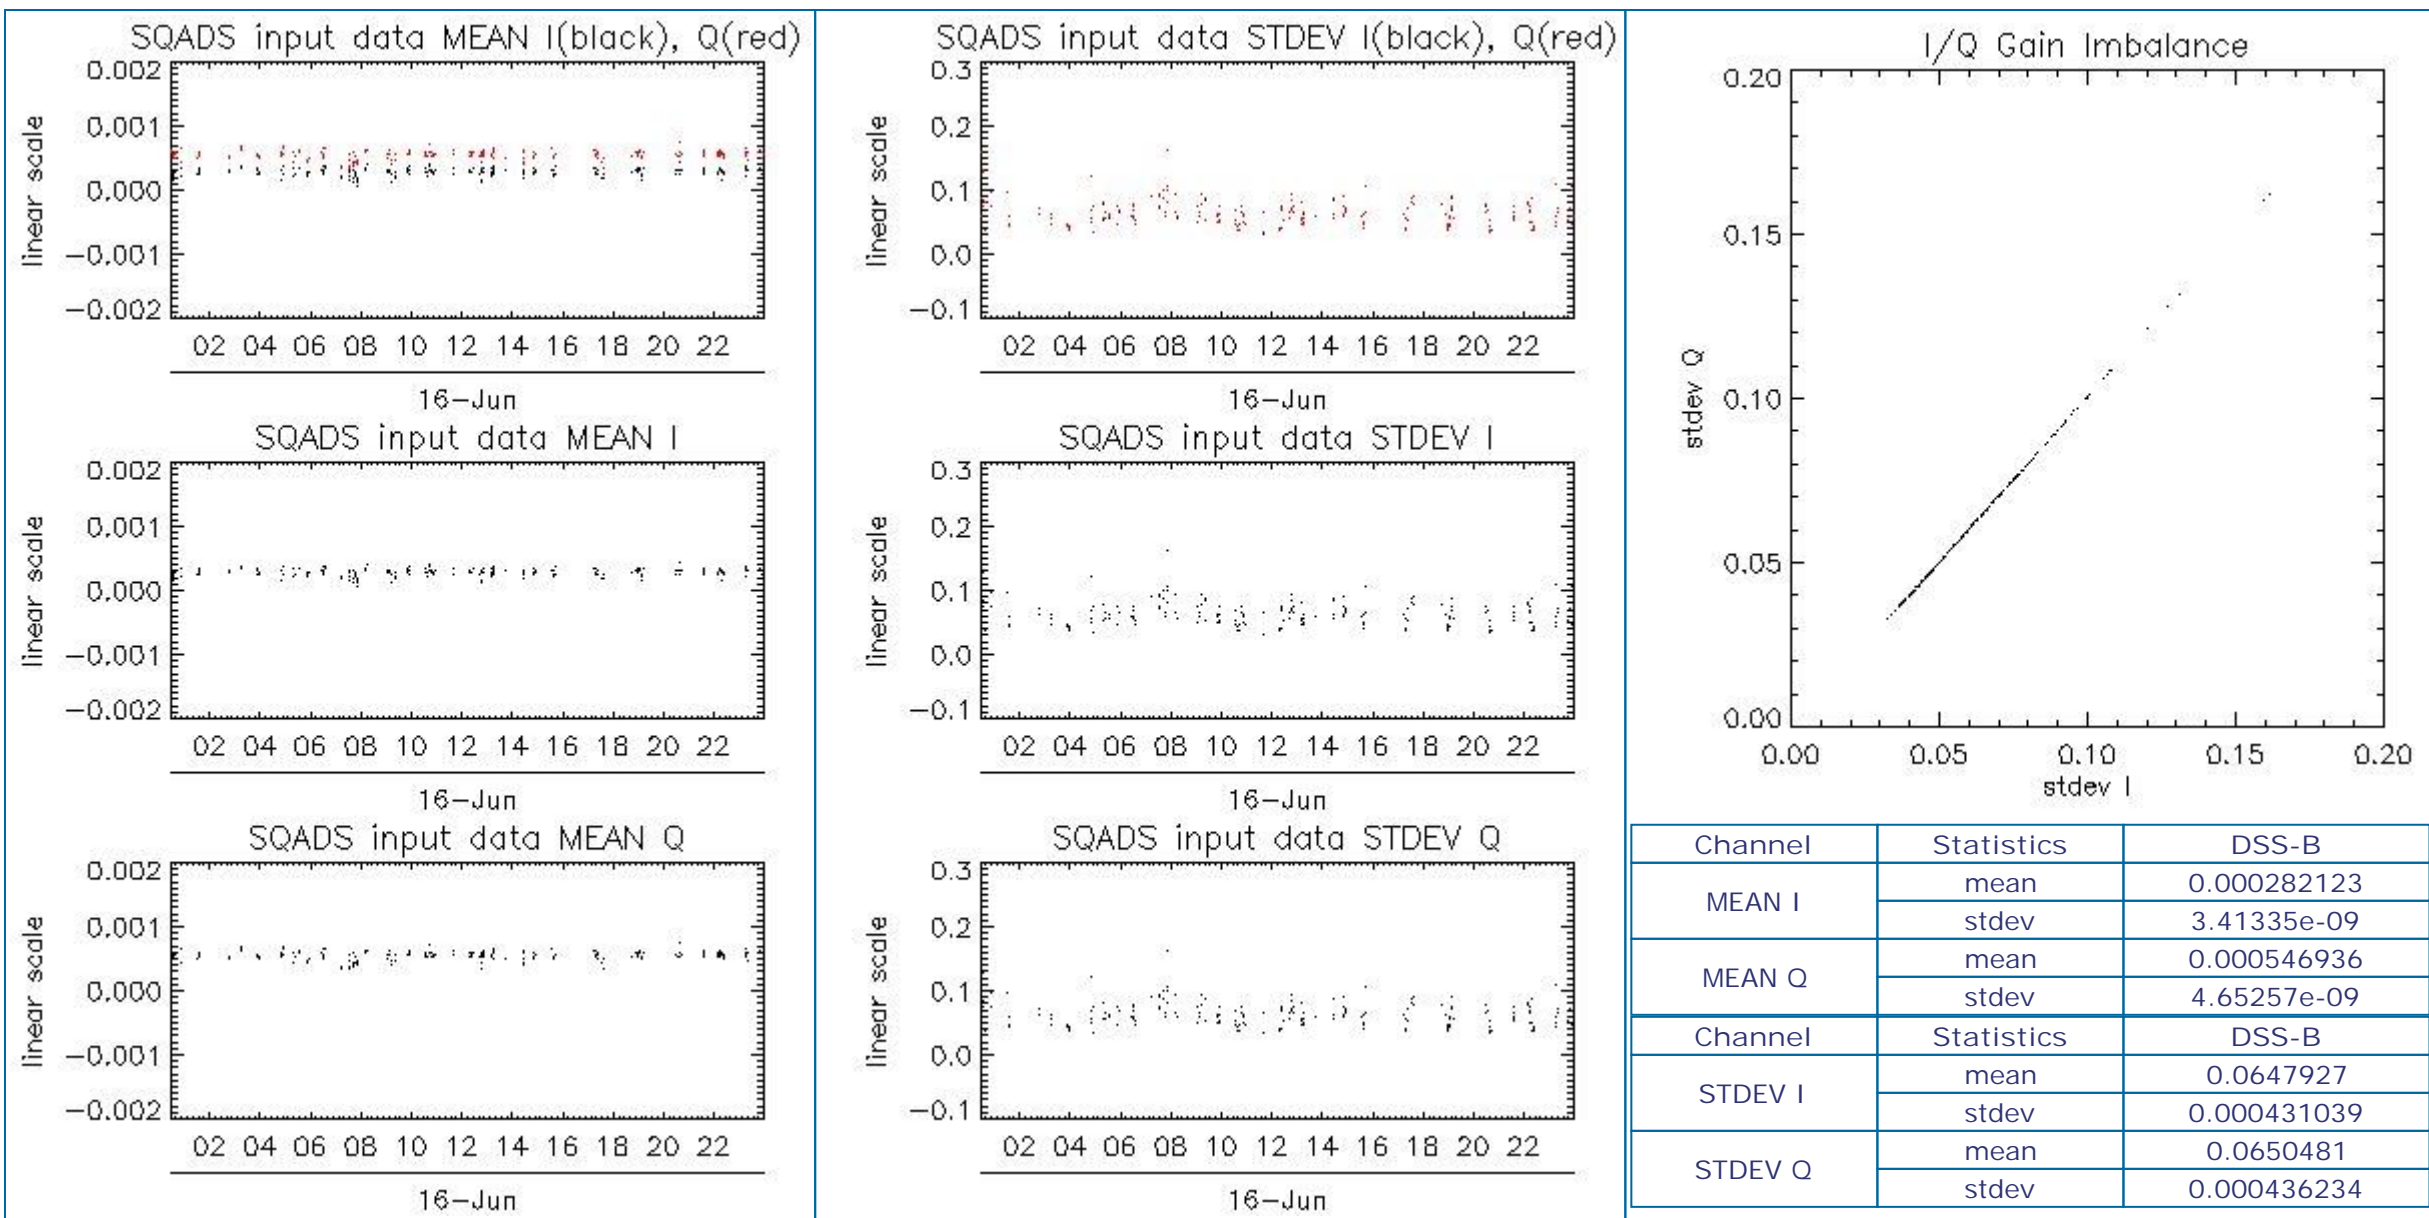 SQADS input data MEAN I(black), Q(red)
0.002
0.001
0.000
-0.001
-0.002
linear scale
02 04 06 08 10 12 14 16 18 20 22
16-Jun
SQADS input data MEAN I
0.002
0.001
0.000
-0.001
-0.002
linear scale
02 04 06 08 10 12 14 16 18 20 22
16-Jun
SQADS input data MEAN Q
0.002
0.001
0.000
-0.001
-0.002
linear scale
02 04 06 08 10 12 14 16 18 20 22
16-Jun
SQADS input data STDEV I(black), Q(red)
0.3
0.2
0.1
0.0
-0.1
linear scale
02 04 06 08 10 12 14 16 18 20 22
16-Jun
SQADS input data STDEV I
0.3
0.2
0.1
0.0
-0.1
linear scale
02 04 06 08 10 12 14 16 18 20 22
16-Jun
SQADS input data STDEV Q
0.3
0.2
0.1
0.0
-0.1
linear scale
02 04 06 08 10 12 14 16 18 20 22
16-Jun
I/Q Gain Imbalance
0.20
0.15
0.10
0.05
0.00
stdev Q
0.00 0.05 0.10 0.15 0.20
stdev I
Channel Statistics DSS-B
MEAN I mean 0.000282123
stdev 3.41335e-09
MEAN Q mean 0.000546936
stdev 4.65257e-09
Channel Statistics DSS-B
STDEV I mean 0.0647927
stdev 0.000431039
STDEV Q mean 0.0650481
stdev 0.000436234